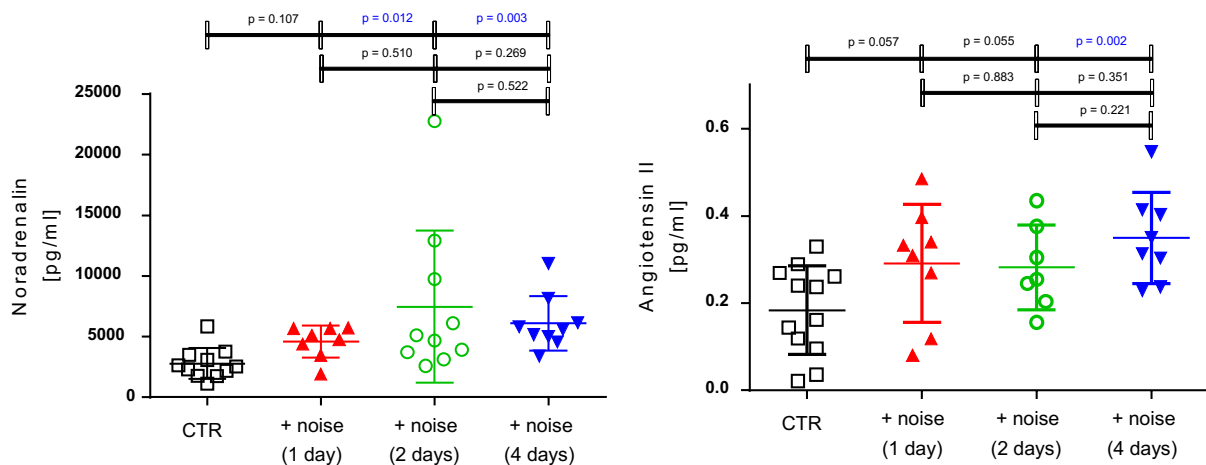 p = 0.107
p = 0.012
p = 0.003
p = 0.510
p = 0.269
p = 0.522
Noradrenalin
[pg/ml]
25000
20000
15000
10000
5000
0
CTR
+ noise
(1 day)
+ noise
(2 days)
+ noise
(4 days)
p = 0.057
p = 0.055
p = 0.002
p = 0.883
p = 0.351
p = 0.221
Angiotensin II
[pg/ml]
0.6
0.4
0.2
0.0
CTR
+ noise
(1 day)
+ noise
(2 days)
+ noise
(4 days)